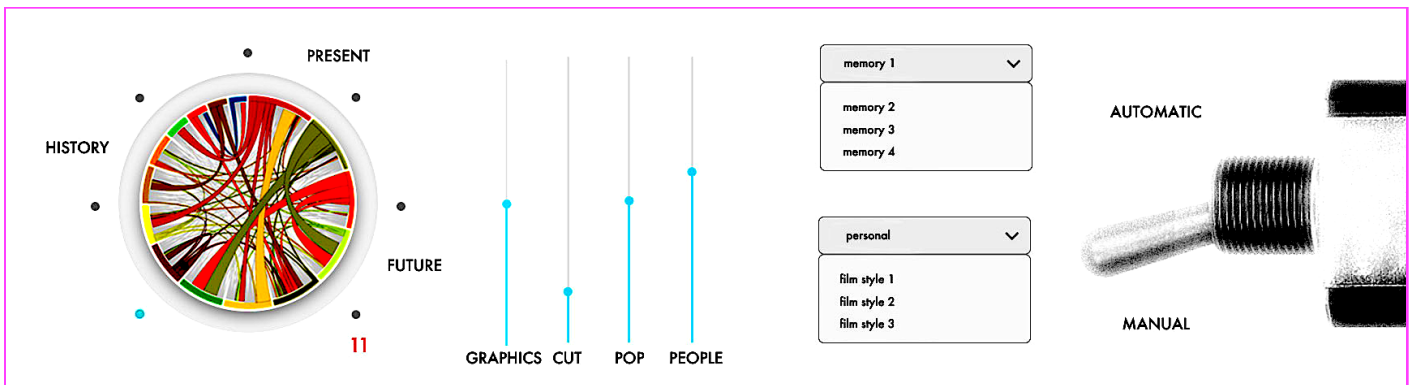 PRESENT
HISTORY
FUTURE
11
GRAPHICS CUT POP PEOPLE
memory 1
memory 2
memory 3
memory 4
personal
film style 1
film style 2
film style 3
AUTOMATIC
MANUAL